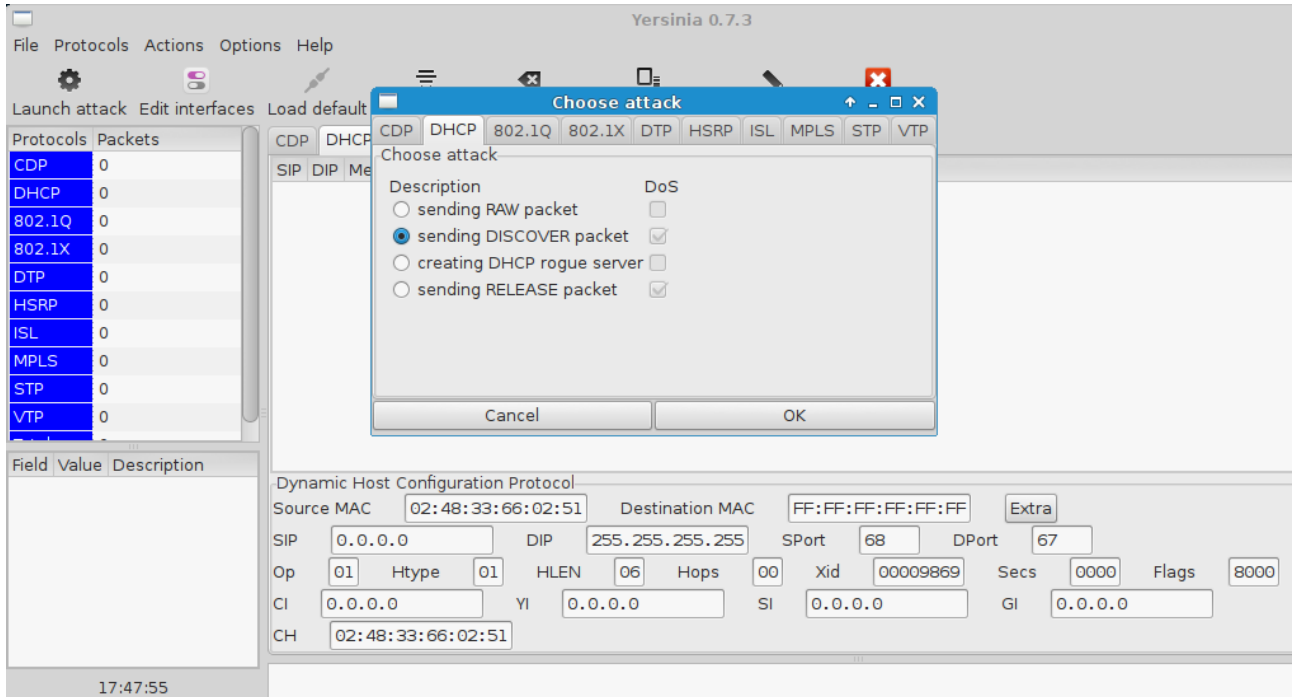 Yersinia 0.7.3
File Protocols Actions Options Help
Launch attack Edit interfaces Load default
Choose attack
CDP DHCP 802.1Q 802.1X DTP HSRP ISL MPLS STP VTP
Choose attack
Description DoS
sending RAW packet
sending DISCOVER packet
creating DHCP rogue server
sending RELEASE packet
Cancel OK
Protocols Packets
CDP 0
DHCP 0
802.1Q 0
802.1X 0
DTP 0
HSRP 0
ISL 0
MPLS 0
STP 0
VTP 0
CDP DHCP
SIP DIP Me
Field Value Description
Dynamic Host Configuration Protocol
Source MAC 02:48:33:66:02:51 Destination MAC FF:FF:FF:FF:FF:FF Extra
SIP 0.0.0.0 DIP 255.255.255.255 SPort 68 DPort 67
Op 01 Htype 01 HLEN 06 Hops 00 Xid 00009869 Secs 0000 Flags 8000
CI 0.0.0.0 YI 0.0.0.0 SI 0.0.0.0 GI 0.0.0.0
CH 02:48:33:66:02:51
17:47:55